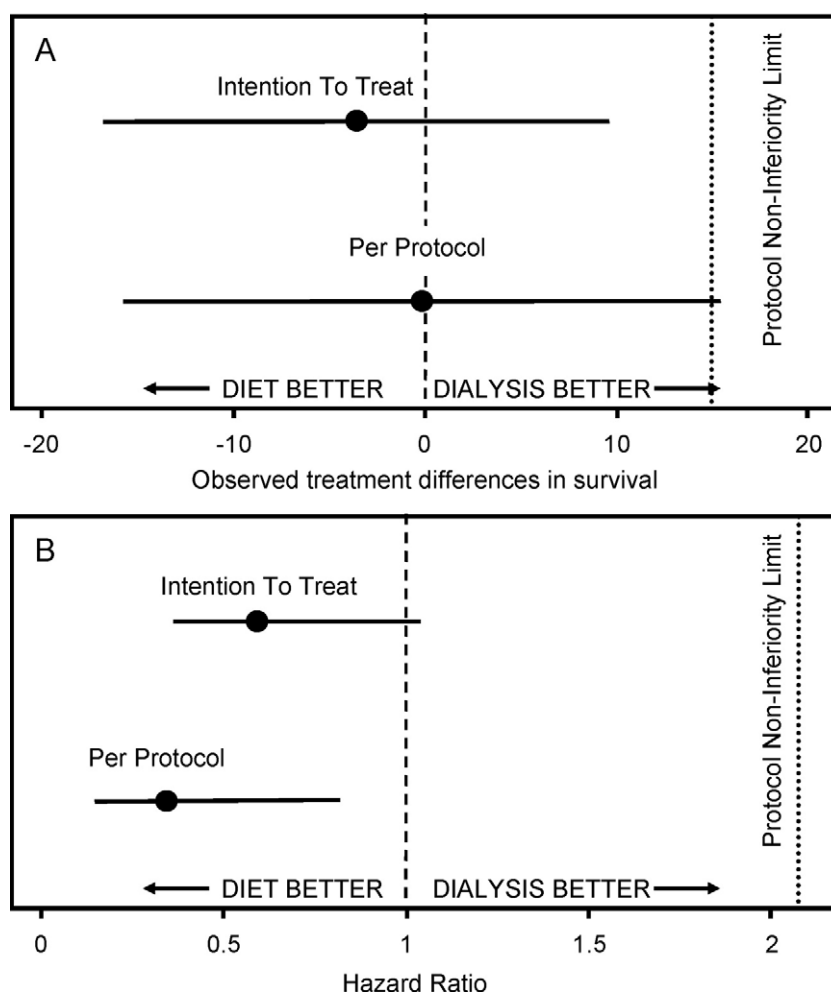 A
Intention To Treat
Per Protocol
DIET BETTER
DIALYSIS BETTER
Protocol Non-Inferiority Limit
-20
-10
0
10
20
Observed treatment differences in survival
B
Intention To Treat
Per Protocol
DIET BETTER
DIALYSIS BETTER
Protocol Non-Inferiority Limit
0
0.5
1
1.5
2
Hazard Ratio